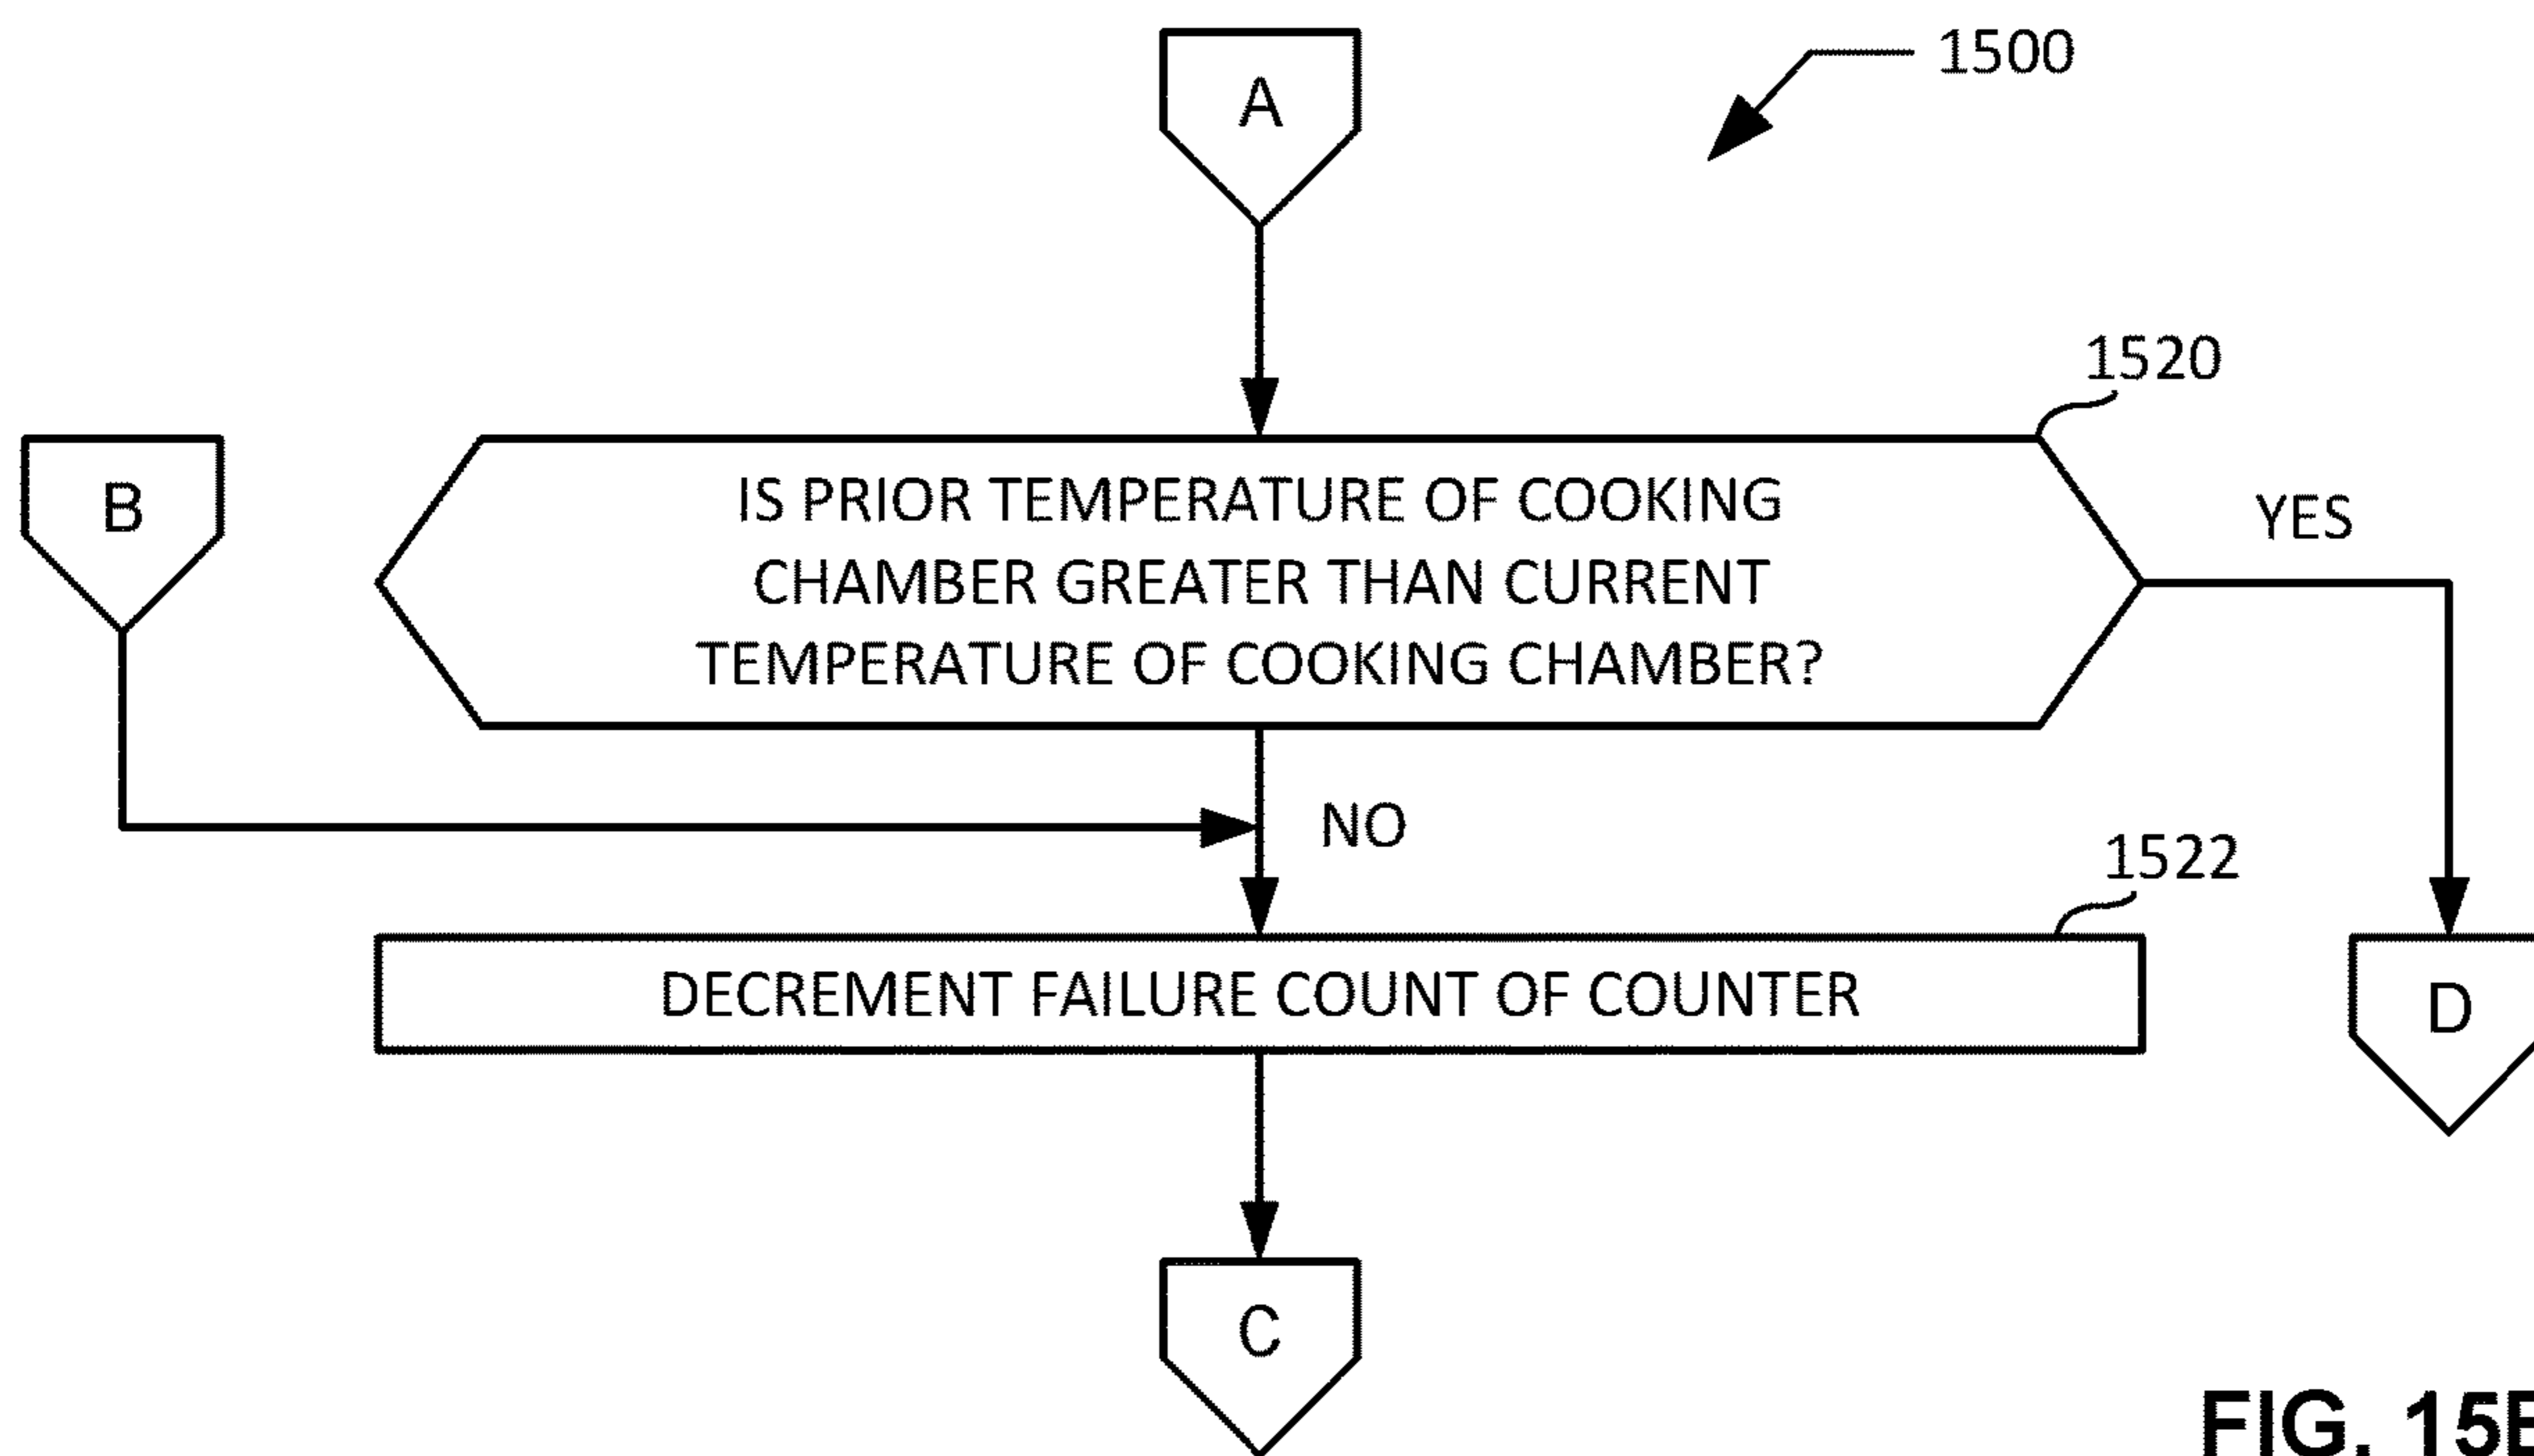 A
1500
1520
B
IS PRIOR TEMPERATURE OF COOKING
CHAMBER GREATER THAN CURRENT
TEMPERATURE OF COOKING CHAMBER?
YES
NO
1522
DECREMENT FAILURE COUNT OF COUNTER
D
C
FIG.